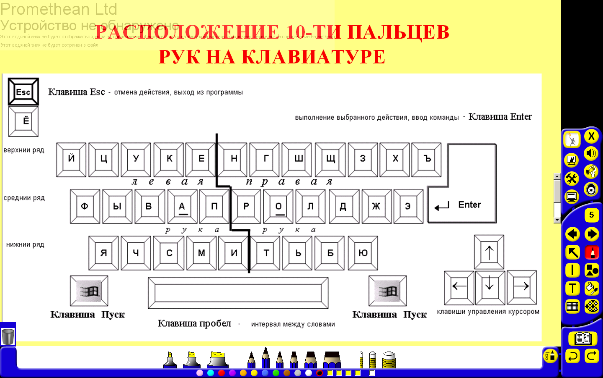 Promethean Ltd
Устройство не обнаружено
РАСПОЛОЖЕНИЕ 10-ТИ ПАЛЬЦЕВ
РУК НА КЛАВИАТУРЕ
Esc Клавиша Esc - отмена действия, выход из программы
Ё
выполнение выбранного действия, ввод команды - Клавиша Enter
верхний ряд Й Ц У К Е Н Г Ш Щ З Х Ъ
левая правая
средний ряд Ф Ы В А П Р О Л Д Ж Э Enter
рука рука
нижний ряд Я Ч С М И Т Ь Б Ю
Клавиша Пуск Клавиша Пуск
клавиши управления курсором
Клавиша пробел - интервал между словами
5
T